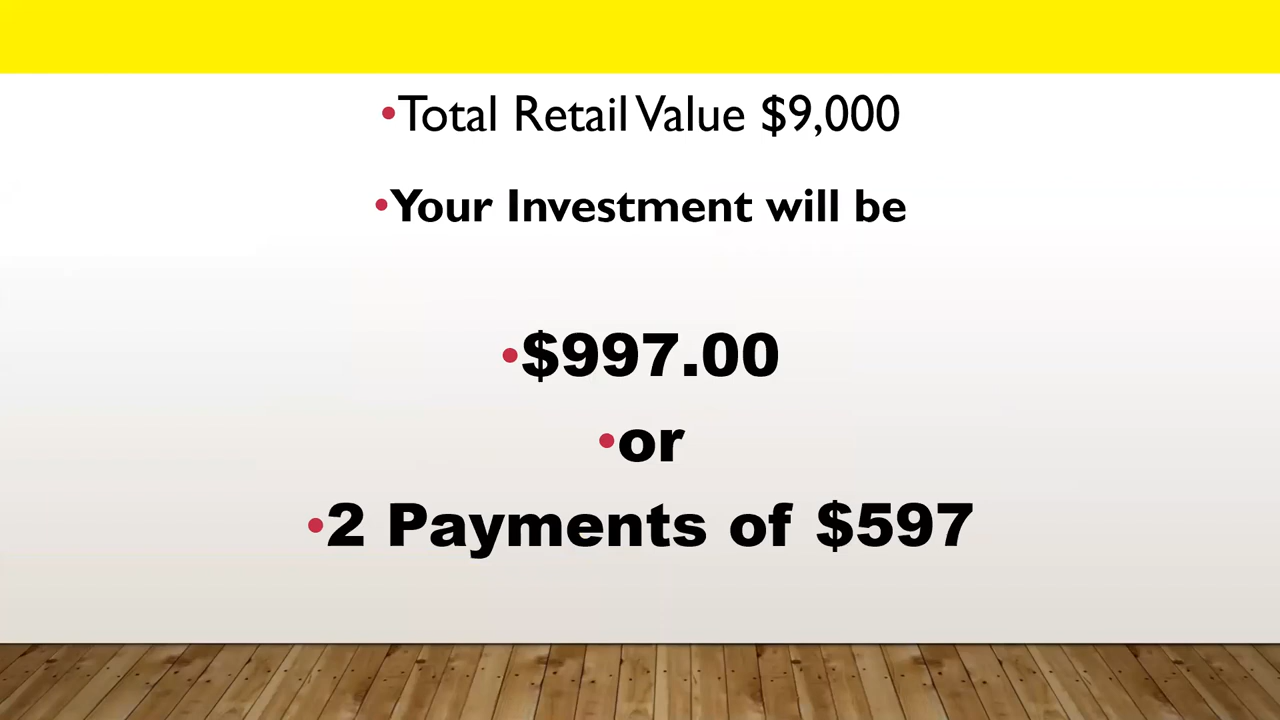 •Total Retail Value $9,000
•Your Investment will be
•$997.00
•or
•2 Payments of $597